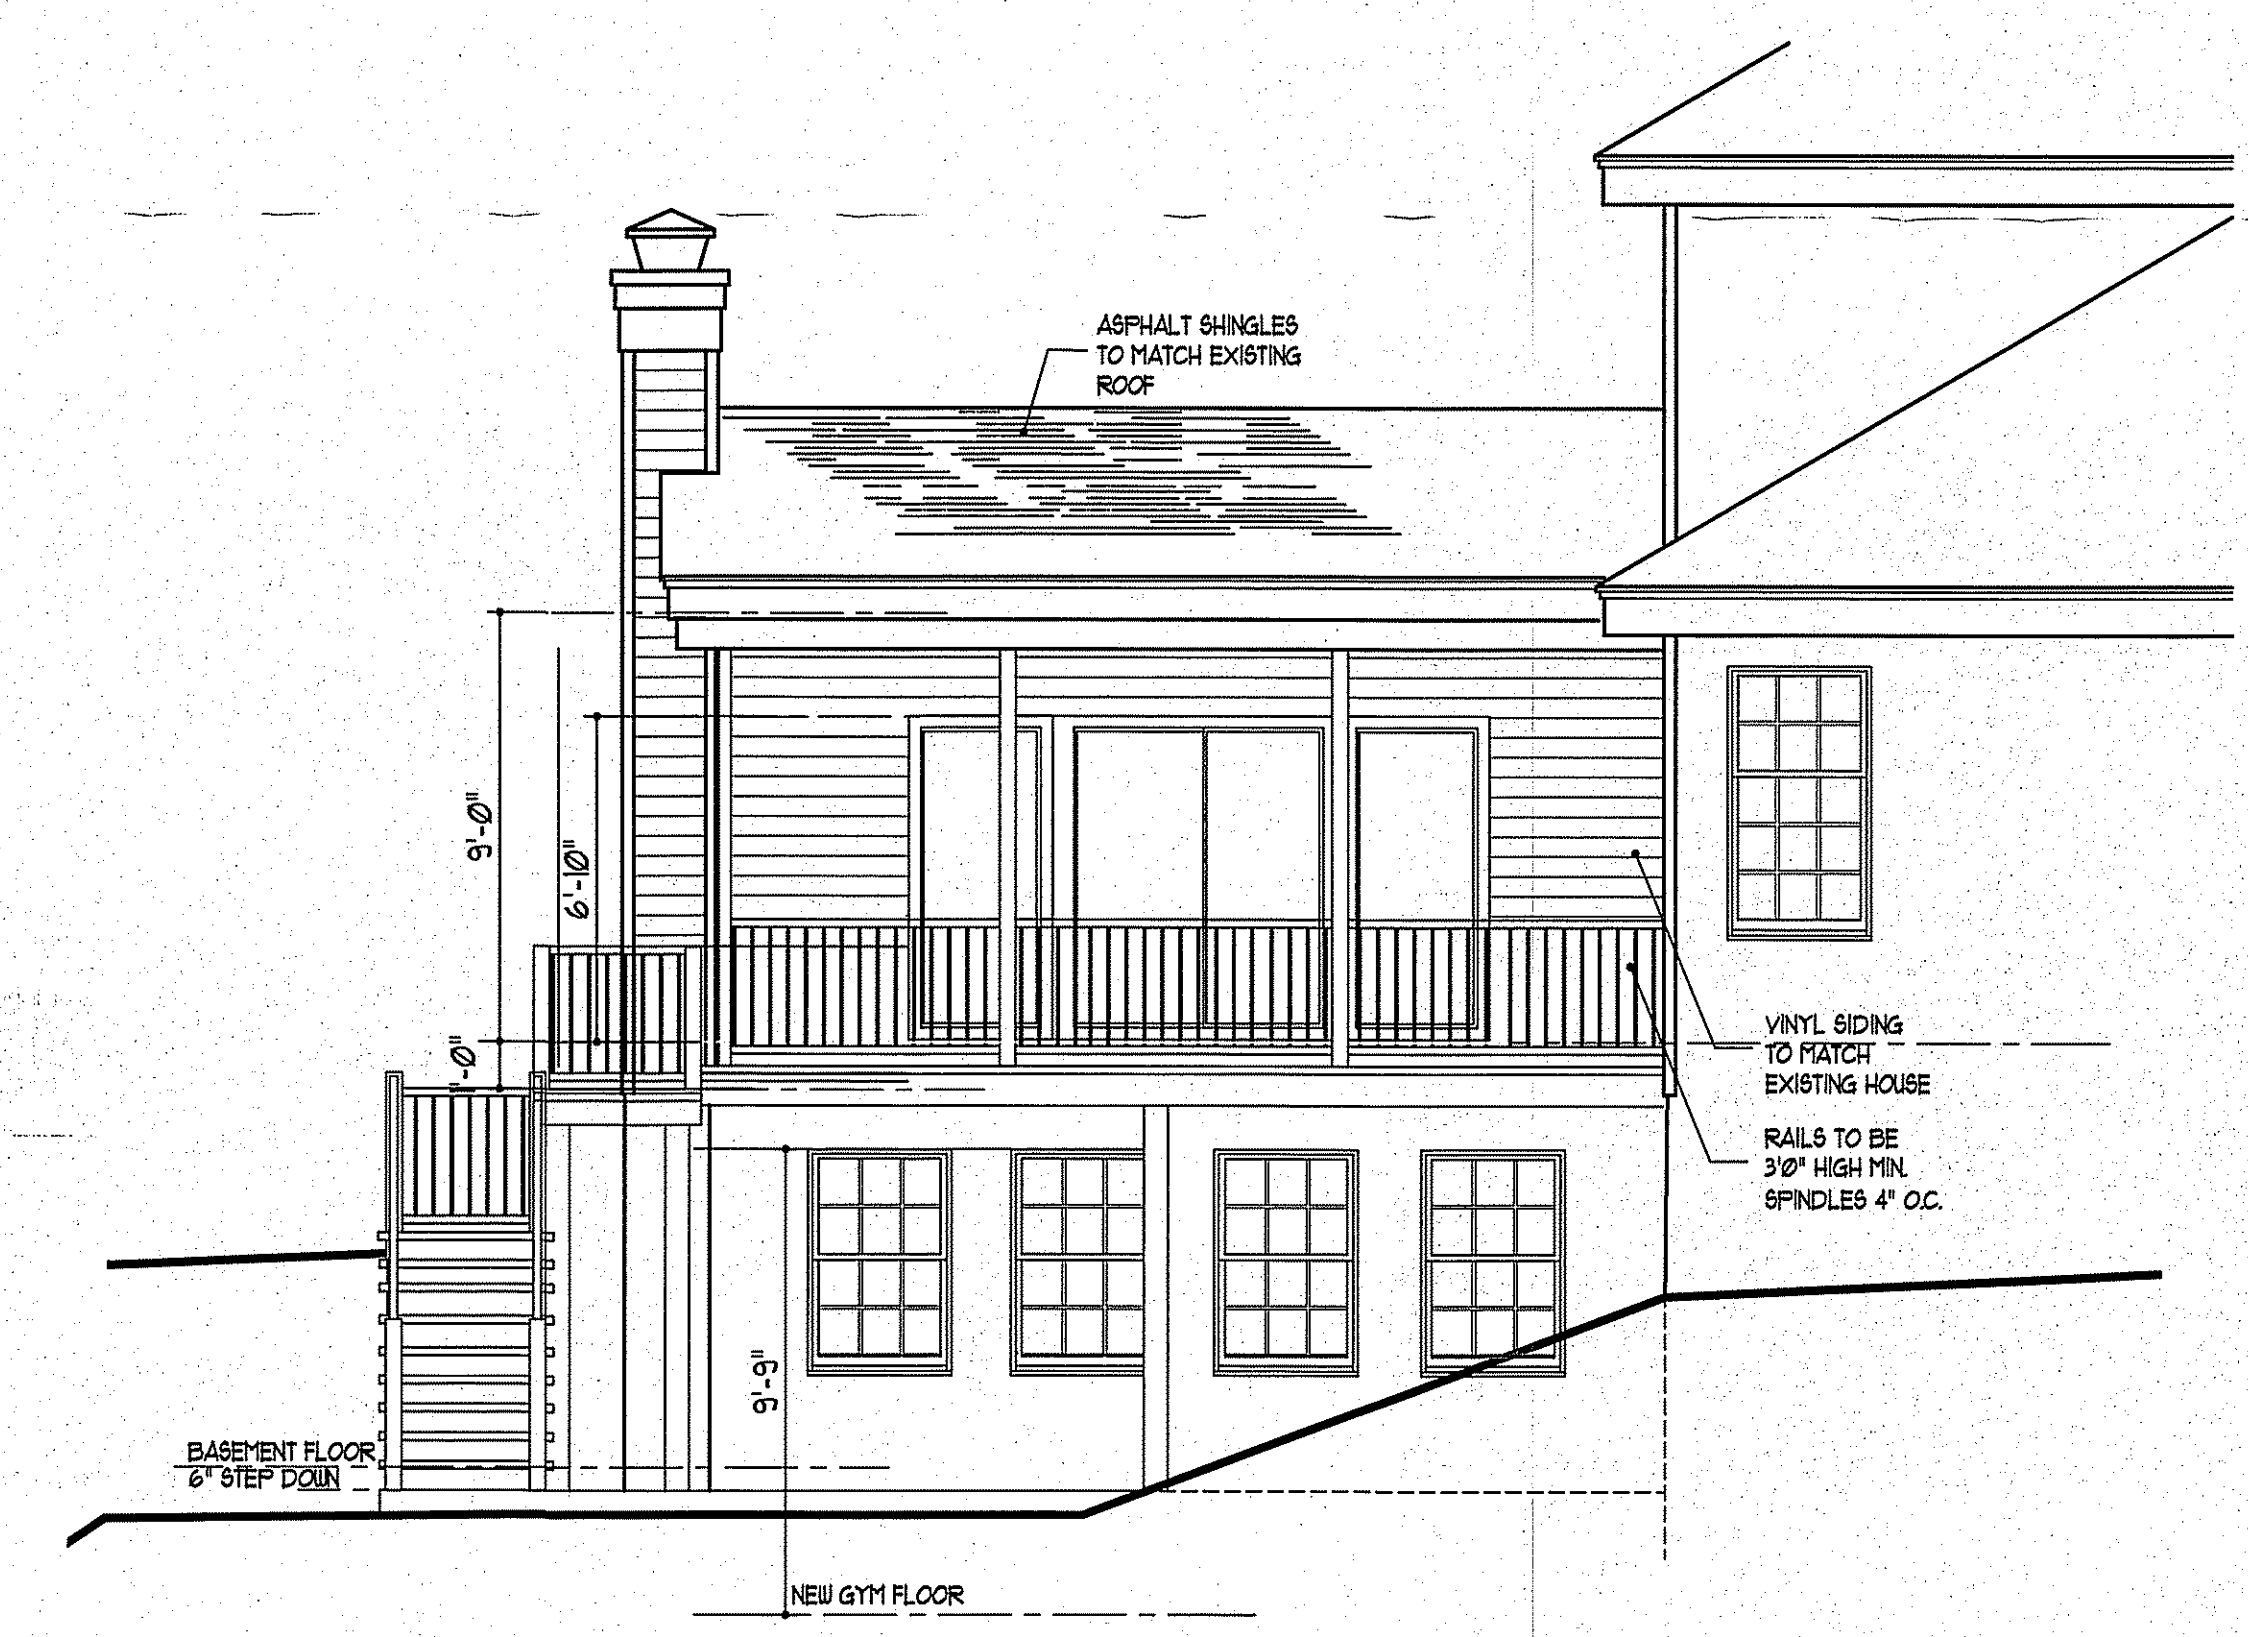 ASPHALT SHINGLES
TO MATCH EXISTING
ROOF
9'-0"
6'-10"
VINYL SIDING
TO MATCH
EXISTING HOUSE
1'-0"
RAILS TO BE
3'0" HIGH MIN.
SPINDLES 4" O.C.
9'-9"
BASEMENT FLOOR
6" STEP DOWN
NEW GYM FLOOR